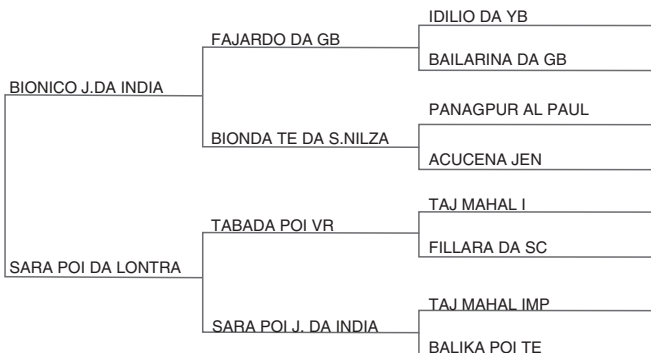 IDILIO DA YB
FAJARDO DA GB
BAILARINA DA GB
BIONICO J.DA INDIA
PANAGPUR AL PAUL
BIONDA TE DA S.NILZA
ACUCENA JEN
TAJ MAHAL I
TABADA POI VR
FILLARA DA SC
SARA POI DA LONTRA
TAJ MAHAL IMP
SARA POI J. DA INDIA
BALIKA POI TE